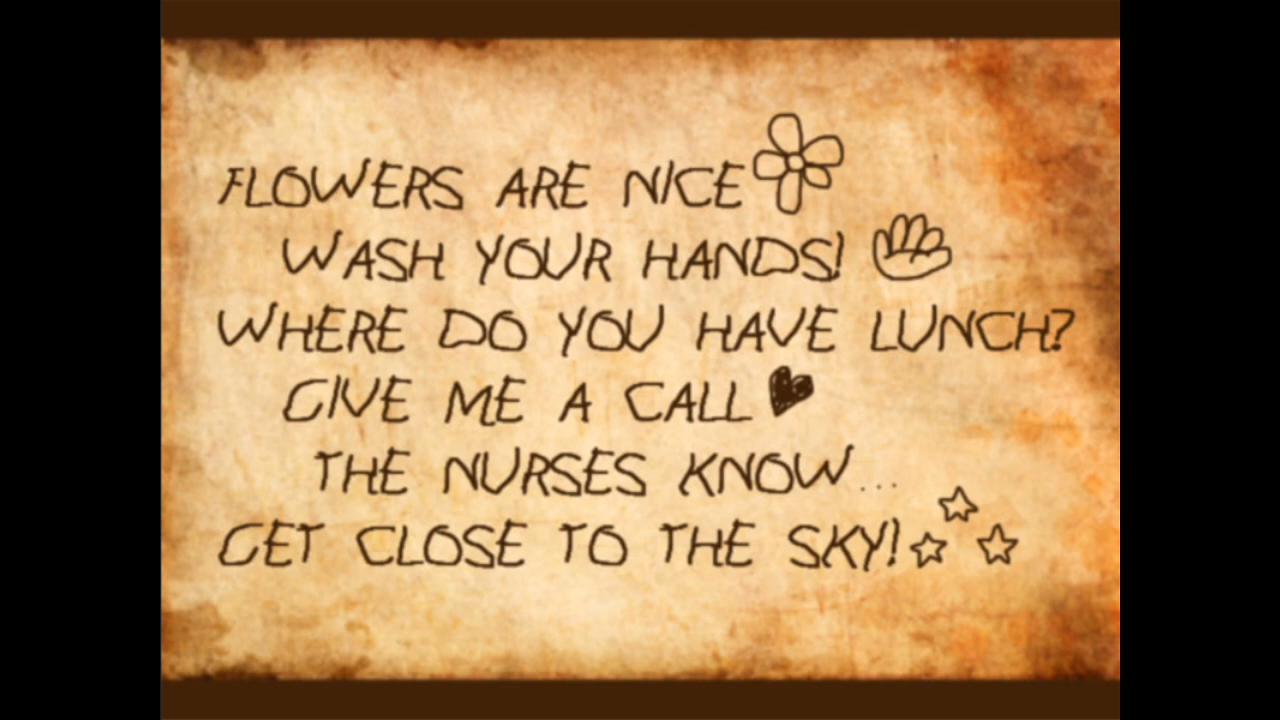 FLOWERS ARE NICE
WASH YOUR HANDS!
WHERE DO YOU HAVE LUNCH?
GIVE ME A CALL
THE NURSES KNOW...
GET CLOSE TO THE SKY!